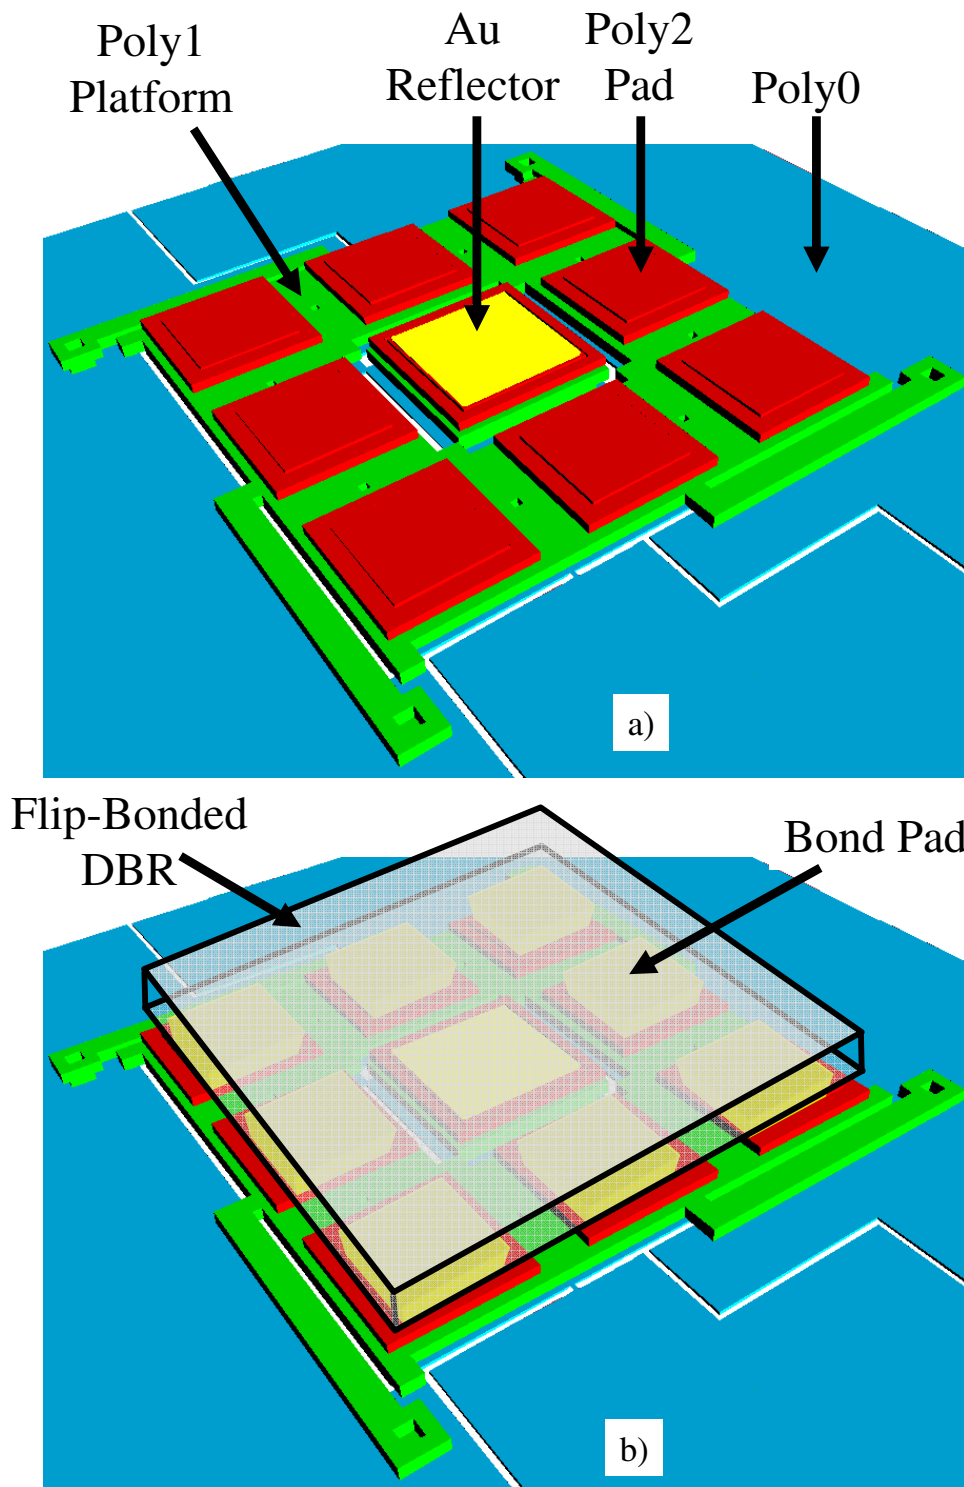 Poly1
Platform
Au
Reflector
Poly2
Pad
Poly0
a)
Flip-Bonded
DBR
Bond Pad
b)